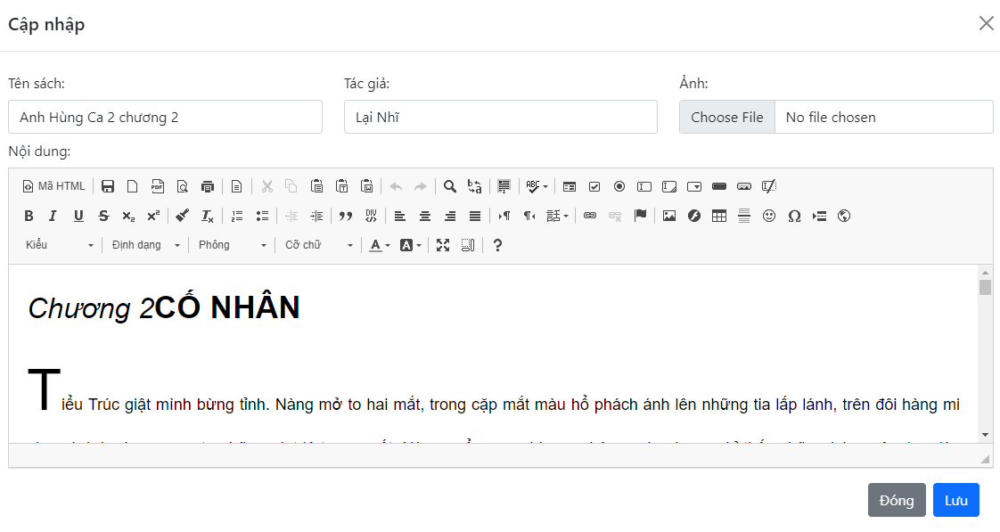 Cập nhập
Tên sách:
Tác giả:
Ảnh:
Anh Hùng Ca 2 chương 2
Lại Nhĩ
Choose File No file chosen
Nội dung:
Mã HTML
Kiểu Định dạng Phông Cỡ chữ
Chương 2CỐ NHÂN
Tiểu Trúc giật mình bừng tỉnh. Nàng mở to hai mắt, trong cặp mắt màu hổ phách ánh lên những tia lấp lánh, trên đôi hàng mi
Đóng Lưu